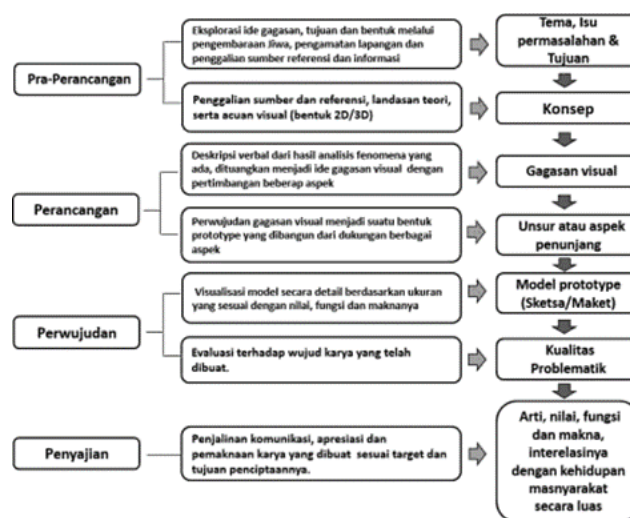 Pra-Perancangan
Eksplorasi ide gagasan, tujuan dan bentuk melalui
pengembaraan Jiwa, pengamatan lapangan dan
penggalian sumber referensi dan informasi
Tema, Isu
permasalahan &
Tujuan
Penggalian sumber dan referensi, landasan teori,
serta acuan visual (bentuk 2D/3D)
Konsep
Perancangan
Deskripsi verbal dari hasil analisis fenomena yang
ada, dituangkan menjadi ide gagasan visual dengan
pertimbangan beberap aspek
Gagasan visual
Perwujudan gagasan visual menjadi suatu bentuk
prototype yang dibangun dari dukungan berbagai
aspek
Unsur atau aspek
penunjang
Perwujudan
Visualisasi model secara detail berdasarkan ukuran
yang sesuai dengan nilai, fungsi dan maknanya
Model prototype
(Sketsa/Maket)
Evaluasi terhadap wujud karya yang telah
dibuat.
Kualitas
Problematik
Penyajian
Penjalinan komunikasi, apresiasi dan
pemaknaan karya yang dibuat sesuai target dan
tujuan penciptaannya.
Arti, nilai, fungsi
dan makna,
interelasinya
dengan kehidupan
masnyarakat
secara luas